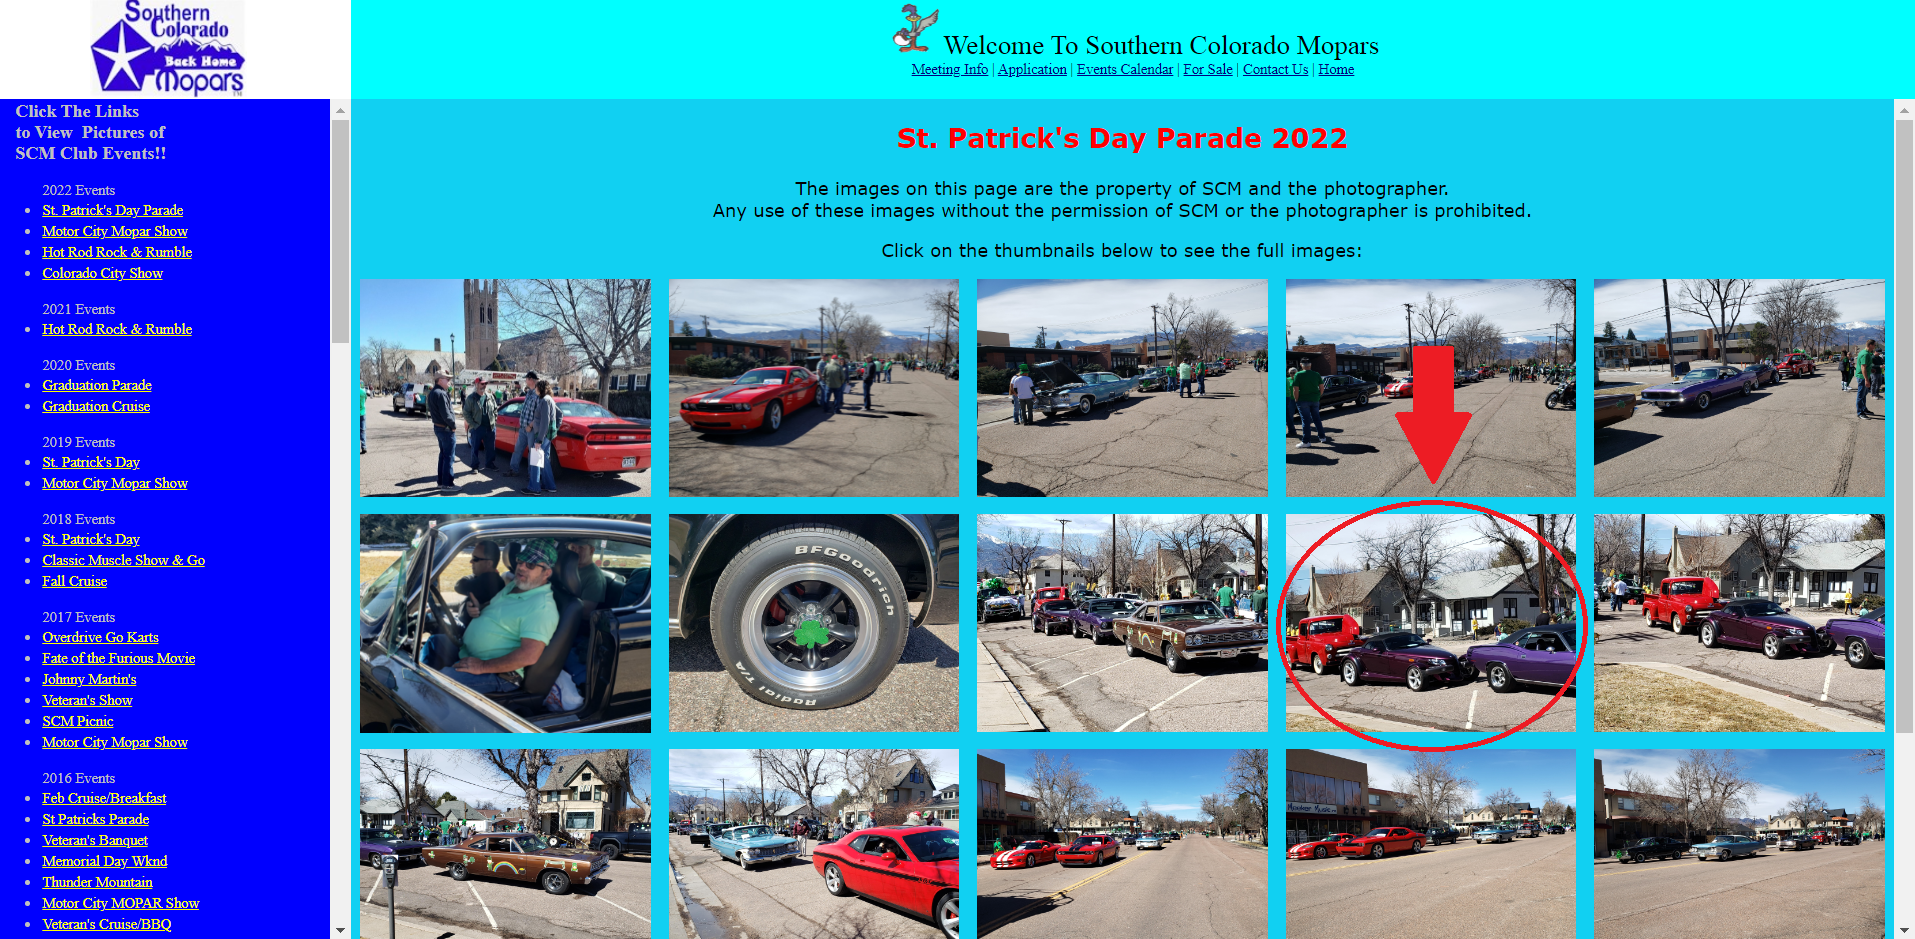 Southern
Colorado
Back Home
Mopars
Welcome To Southern Colorado Mopars
Meeting Info | Application | Events Calendar | For Sale | Contact Us | Home
Click The Links
to View Pictures of
SCM Club Events!!
2022 Events
St. Patrick's Day Parade
Motor City Mopar Show
Hot Rod Rock & Rumble
Colorado City Show
2021 Events
Hot Rod Rock & Rumble
2020 Events
Graduation Parade
Graduation Cruise
2019 Events
St. Patrick's Day
Motor City Mopar Show
2018 Events
St. Patrick's Day
Classic Muscle Show & Go
Fall Cruise
2017 Events
Overdrive Go Karts
Fate of the Furious Movie
Johnny Martin's
Veteran's Show
SCM Picnic
Motor City Mopar Show
2016 Events
Feb Cruise/Breakfast
St Patricks Parade
Veteran's Banquet
Memorial Day Wknd
Thunder Mountain
Motor City MOPAR Show
Veteran's Cruise/BBQ
St. Patrick's Day Parade 2022
The images on this page are the property of SCM and the photographer.
Any use of these images without the permission of SCM or the photographer is prohibited.
Click on the thumbnails below to see the full images:
BFGoodrich
Radial T/A